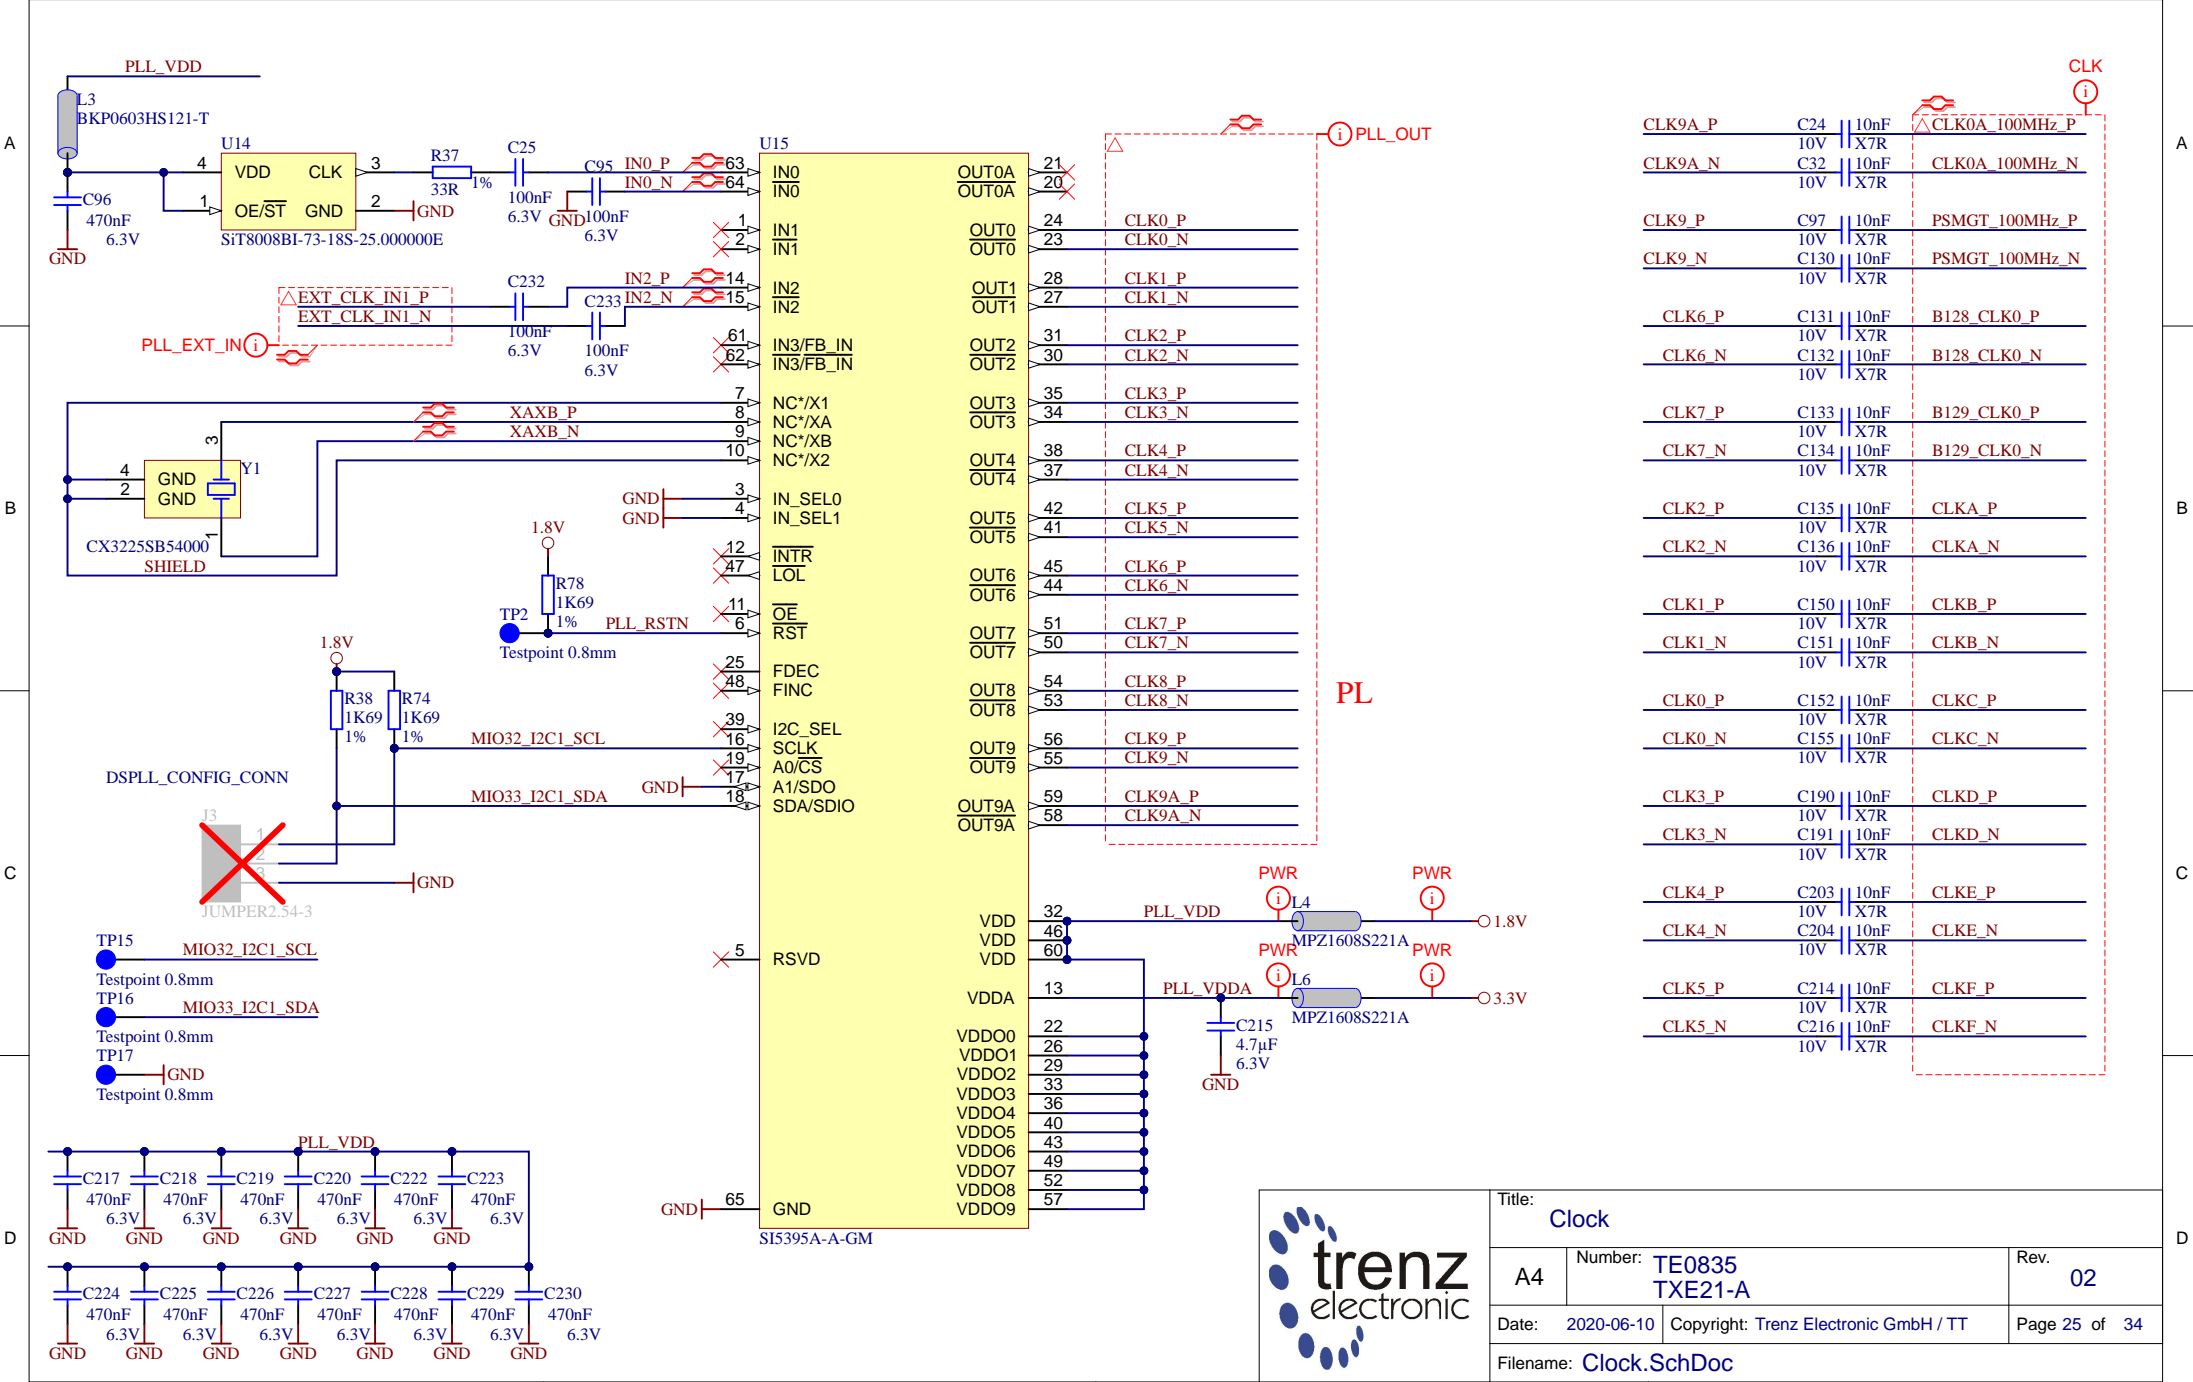 PLL_VDD
L3
BKP0603HS121-T
C96
470nF
6.3V
GND
U14
4 VDD CLK 3
1 OE/ST GND 2 GND
SiT8008BI-73-18S-25.000000E
R37
33R 1%
C25
100nF
6.3V
C95
GND 100nF
6.3V
IN0_P
IN0_N
EXT_CLK_IN1_P
EXT_CLK_IN1_N
PLL_EXT_IN i
C232
100nF
6.3V
C233
100nF
6.3V
IN2_P
IN2_N
XAXB_P
XAXB_N
3
4 GND
2 GND
Y1
1
CX3225SB54000
SHIELD
GND
GND
1.8V
R78
1K69
1%
TP2
Testpoint 0.8mm
PLL_RSTN
1.8V
R38
1K69
1%
R74
1K69
1%
MIO32_I2C1_SCL
GND
MIO33_I2C1_SDA
DSPLL_CONFIG_CONN
J3
1
2
3
GND
JUMPER2.54-3
TP15
MIO32_I2C1_SCL
Testpoint 0.8mm
TP16
MIO33_I2C1_SDA
Testpoint 0.8mm
TP17
GND
Testpoint 0.8mm
PLL_VDD
C217 C218 C219 C220 C222 C223
470nF 470nF 470nF 470nF 470nF 470nF
6.3V 6.3V 6.3V 6.3V 6.3V 6.3V
GND GND GND GND GND GND
C224 C225 C226 C227 C228 C229 C230
470nF 470nF 470nF 470nF 470nF 470nF 470nF
6.3V 6.3V 6.3V 6.3V 6.3V 6.3V 6.3V
GND GND GND GND GND GND GND
U15
63 IN0
64 IN0
1 IN1
2 IN1
14 IN2
15 IN2
61 IN3/FB_IN
62 IN3/FB_IN
7 NC*/X1
8 NC*/XA
9 NC*/XB
10 NC*/X2
3 IN_SEL0
4 IN_SEL1
12 INTR
47 LOL
11 OE
6 RST
25 FDEC
48 FINC
39 I2C_SEL
16 SCLK
19 A0/CS
17 A1/SDO
18 SDA/SDIO
5 RSVD
GND 65 GND
SI5395A-A-GM
OUT0A 21
OUT0A 20
OUT0 24 CLK0_P
OUT0 23 CLK0_N
OUT1 28 CLK1_P
OUT1 27 CLK1_N
OUT2 31 CLK2_P
OUT2 30 CLK2_N
OUT3 35 CLK3_P
OUT3 34 CLK3_N
OUT4 38 CLK4_P
OUT4 37 CLK4_N
OUT5 42 CLK5_P
OUT5 41 CLK5_N
OUT6 45 CLK6_P
OUT6 44 CLK6_N
OUT7 51 CLK7_P
OUT7 50 CLK7_N
OUT8 54 CLK8_P
OUT8 53 CLK8_N
OUT9 56 CLK9_P
OUT9 55 CLK9_N
OUT9A 59 CLK9A_P
OUT9A 58 CLK9A_N
i PLL_OUT
PL
VDD 32
VDD 46
VDD 60
VDDA 13
VDDO0 22
VDDO1 26
VDDO2 29
VDDO3 33
VDDO4 36
VDDO5 40
VDDO6 43
VDDO7 49
VDDO8 52
VDDO9 57
PWR PWR
i i
PLL_VDD L4 1.8V
MPZ1608S221A
PWR PWR
i i
PLL_VDDA L6 3.3V
MPZ1608S221A
C215
4.7µF
6.3V
GND
CLK
i
CLK9A_P C24 10nF CLK0A_100MHz_P
10V X7R
CLK9A_N C32 10nF CLK0A_100MHz_N
10V X7R
CLK9_P C97 10nF PSMGT_100MHz_P
10V X7R
CLK9_N C130 10nF PSMGT_100MHz_N
10V X7R
CLK6_P C131 10nF B128_CLK0_P
10V X7R
CLK6_N C132 10nF B128_CLK0_N
10V X7R
CLK7_P C133 10nF B129_CLK0_P
10V X7R
CLK7_N C134 10nF B129_CLK0_N
10V X7R
CLK2_P C135 10nF CLKA_P
10V X7R
CLK2_N C136 10nF CLKA_N
10V X7R
CLK1_P C150 10nF CLKB_P
10V X7R
CLK1_N C151 10nF CLKB_N
10V X7R
CLK0_P C152 10nF CLKC_P
10V X7R
CLK0_N C155 10nF CLKC_N
10V X7R
CLK3_P C190 10nF CLKD_P
10V X7R
CLK3_N C191 10nF CLKD_N
10V X7R
CLK4_P C203 10nF CLKE_P
10V X7R
CLK4_N C204 10nF CLKE_N
10V X7R
CLK5_P C214 10nF CLKF_P
10V X7R
CLK5_N C216 10nF CLKF_N
10V X7R
A A
B B
C C
D D
trenz
electronic
Title:
Clock
A4
Number: TE0835
TXE21-A
Rev.
02
Date: 2020-06-10
Copyright: Trenz Electronic GmbH / TT
Page 25 of 34
Filename: Clock.SchDoc